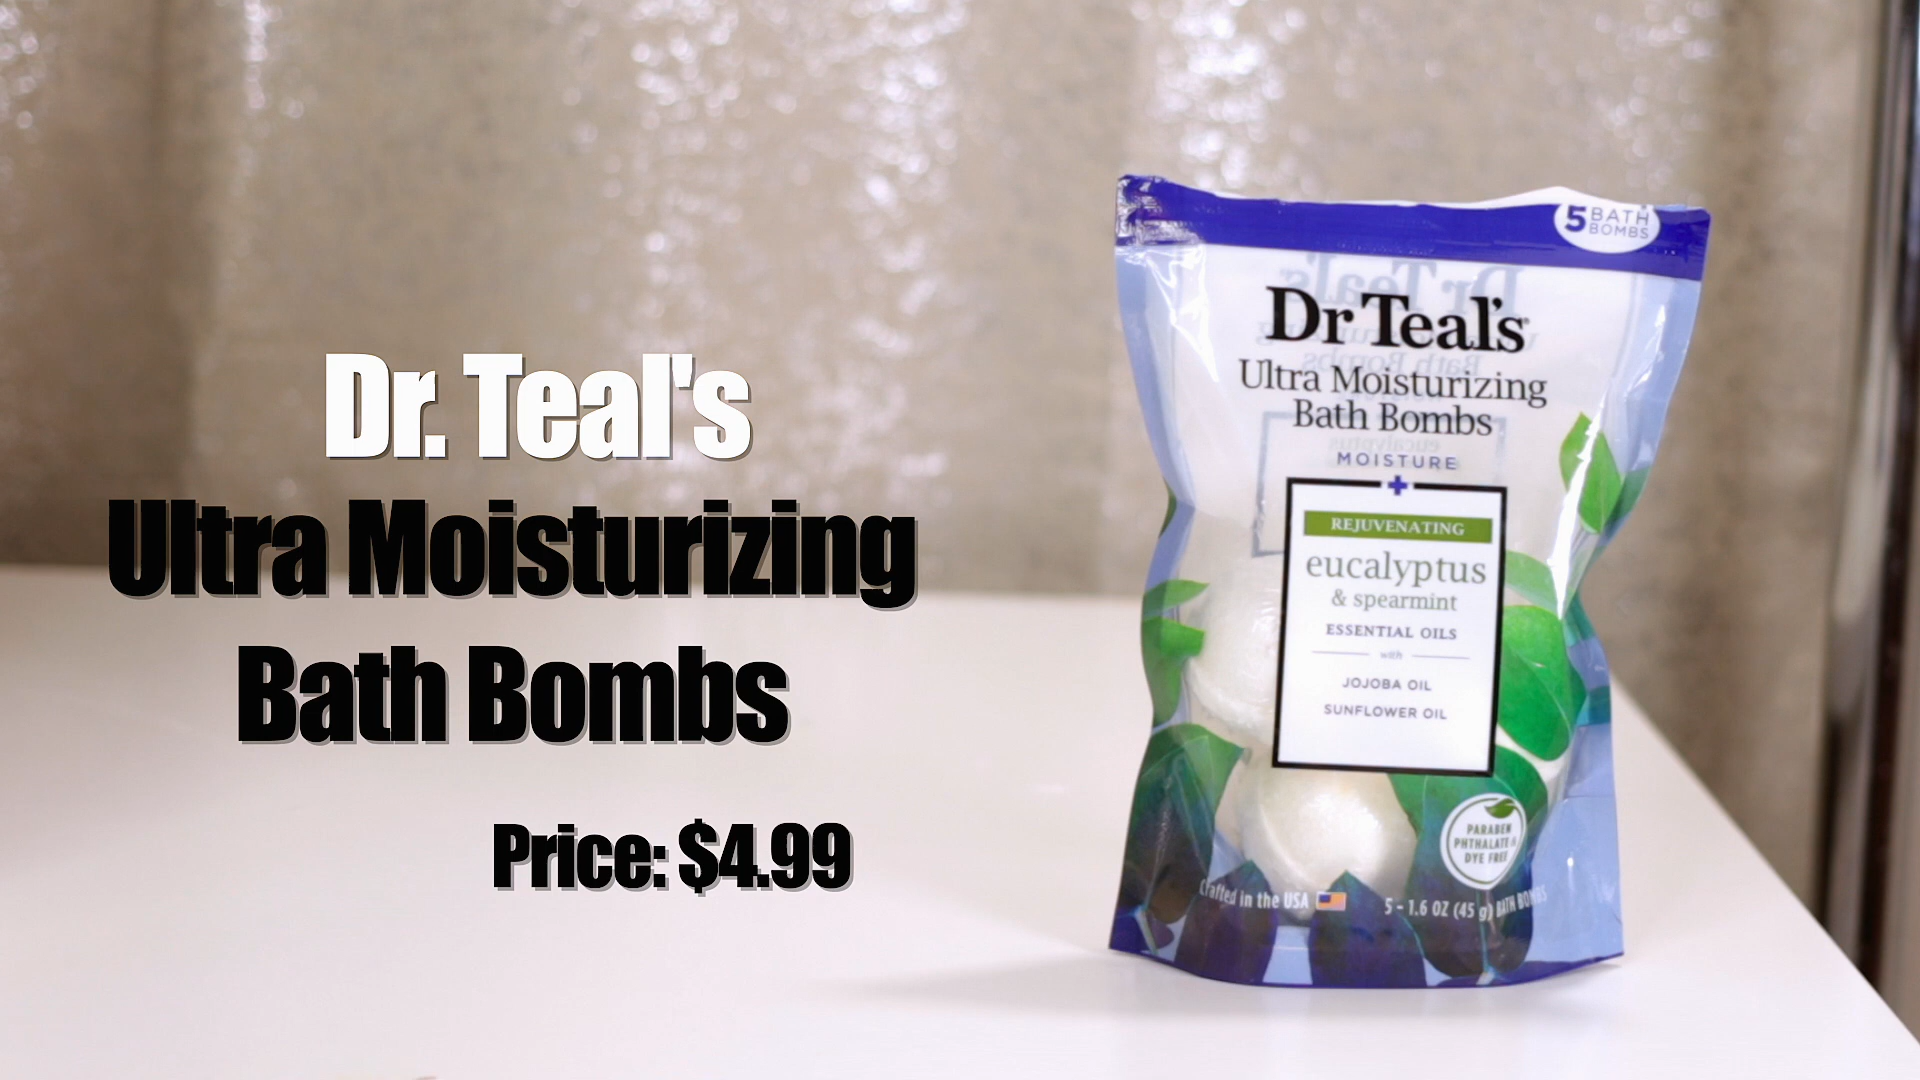 Dr. Teal's
Ultra Moisturizing
Bath Bombs
Price: $4.99
5 BATH
BOMBS
Dr Teal's
Ultra Moisturizing
Bath Bombs
MOISTURE
+
REJUVENATING
eucalyptus
& spearmint
ESSENTIAL OILS
with
JOJOBA OIL
SUNFLOWER OIL
PARABEN
PHTHALATE &
DYE FREE
Crafted in the USA
5 - 1.6 OZ (45 g) BATH BOMBS